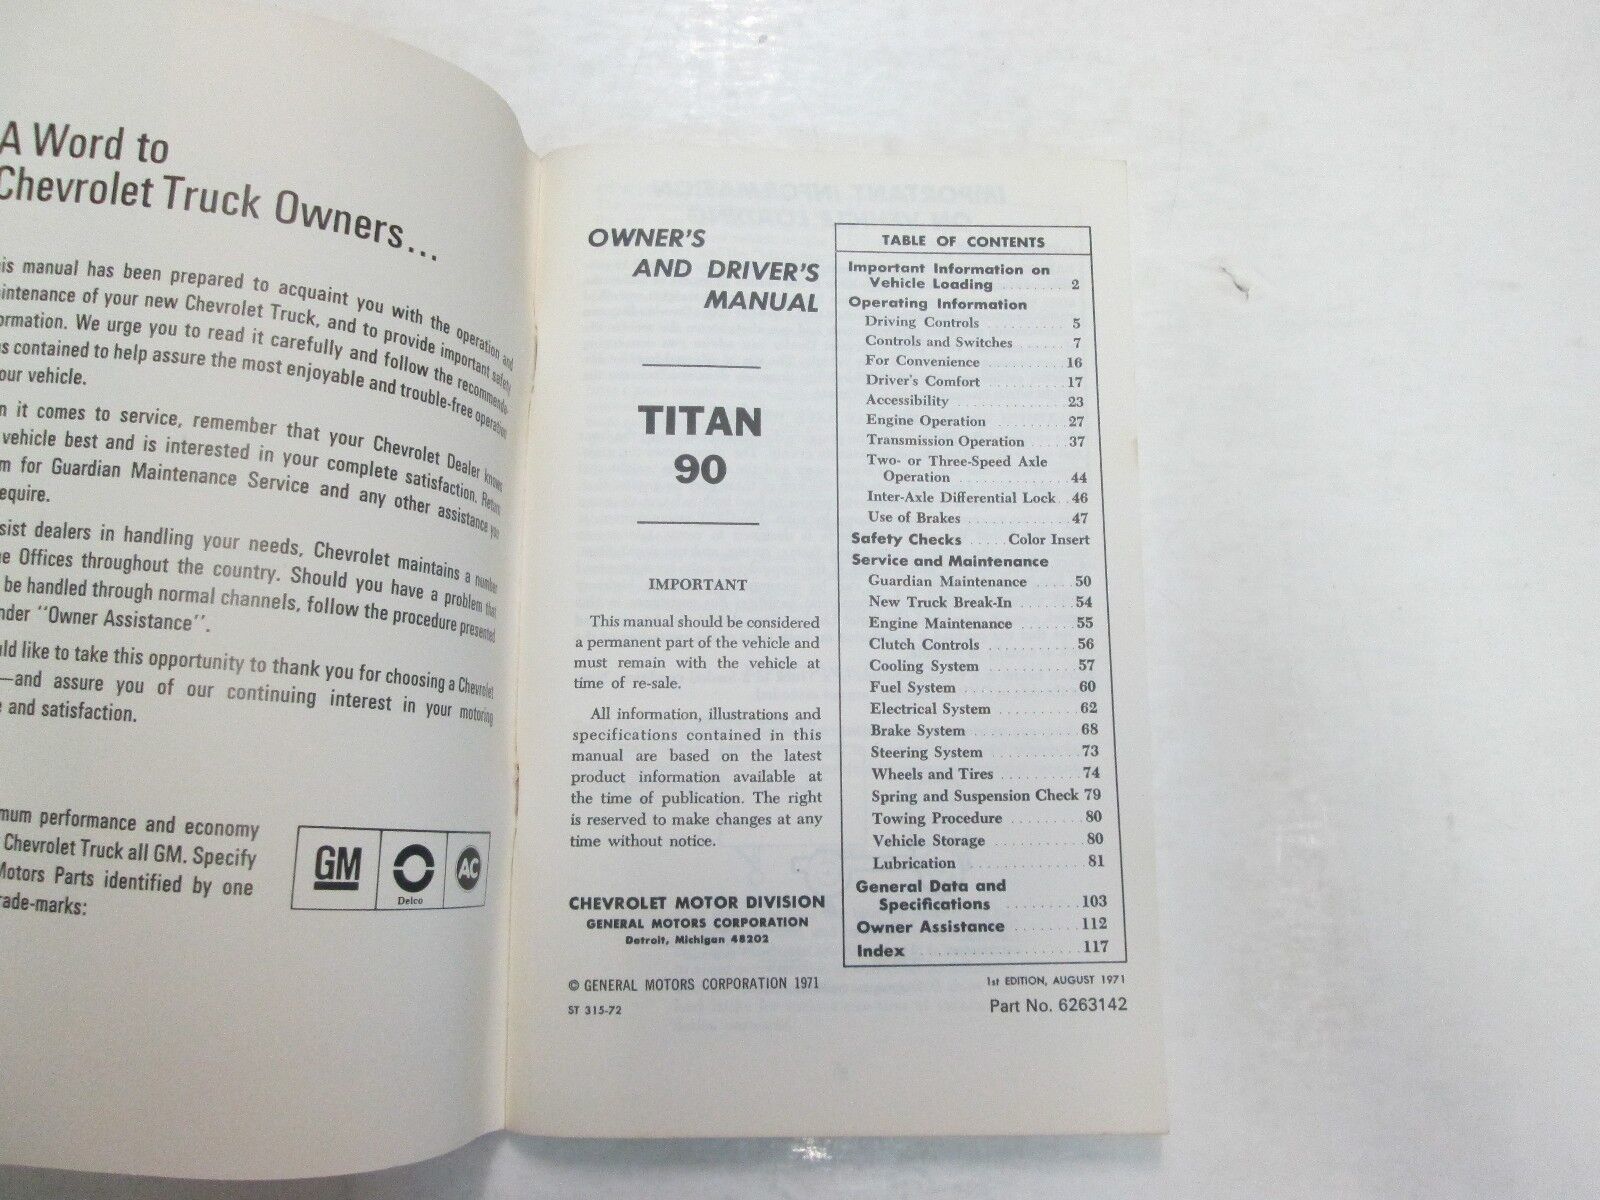 A Word to
Chevrolet Truck Owners...
is manual has been prepared to acquaint you with the operation and
intenance of your new Chevrolet Truck, and to provide important safety
ormation. We urge you to read it carefully and follow the recommenda-
s contained to help assure the most enjoyable and trouble-free operation
our vehicle.
n it comes to service, remember that your Chevrolet Dealer knows
vehicle best and is interested in your complete satisfaction. Return
m for Guardian Maintenance Service and any other assistance you
equire.
sist dealers in handling your needs, Chevrolet maintains a number
e Offices throughout the country. Should you have a problem that
be handled through normal channels, follow the procedure presented
nder "Owner Assistance".
uld like to take this opportunity to thank you for choosing a Chevrolet
—and assure you of our continuing interest in your motoring
e and satisfaction.
mum performance and economy
Chevrolet Truck all GM. Specify
Motors Parts identified by one
rade-marks:
GM
Delco
AC
OWNER'S
AND DRIVER'S
MANUAL
TITAN
90
IMPORTANT
This manual should be considered
a permanent part of the vehicle and
must remain with the vehicle at
time of re-sale.
All information, illustrations and
specifications contained in this
manual are based on the latest
product information available at
the time of publication. The right
is reserved to make changes at any
time without notice.
CHEVROLET MOTOR DIVISION
GENERAL MOTORS CORPORATION
Detroit, Michigan 48202
© GENERAL MOTORS CORPORATION 1971
ST 315-72
TABLE OF CONTENTS
Important Information on
Vehicle Loading ........ 2
Operating Information
Driving Controls .......... 5
Controls and Switches ...... 7
For Convenience .......... 16
Driver's Comfort .......... 17
Accessibility .............. 23
Engine Operation ......... 27
Transmission Operation ..... 37
Two- or Three-Speed Axle
Operation .............. 44
Inter-Axle Differential Lock .. 46
Use of Brakes ............. 47
Safety Checks ..... Color Insert
Service and Maintenance
Guardian Maintenance ..... 50
New Truck Break-In ....... 54
Engine Maintenance ....... 55
Clutch Controls ........... 56
Cooling System ........... 57
Fuel System .............. 60
Electrical System .......... 62
Brake System ............. 68
Steering System ........... 73
Wheels and Tires .......... 74
Spring and Suspension Check 79
Towing Procedure ......... 80
Vehicle Storage ........... 80
Lubrication ............... 81
General Data and
Specifications ......... 103
Owner Assistance ........ 112
Index .................... 117
1st EDITION, AUGUST 1971
Part No. 6263142